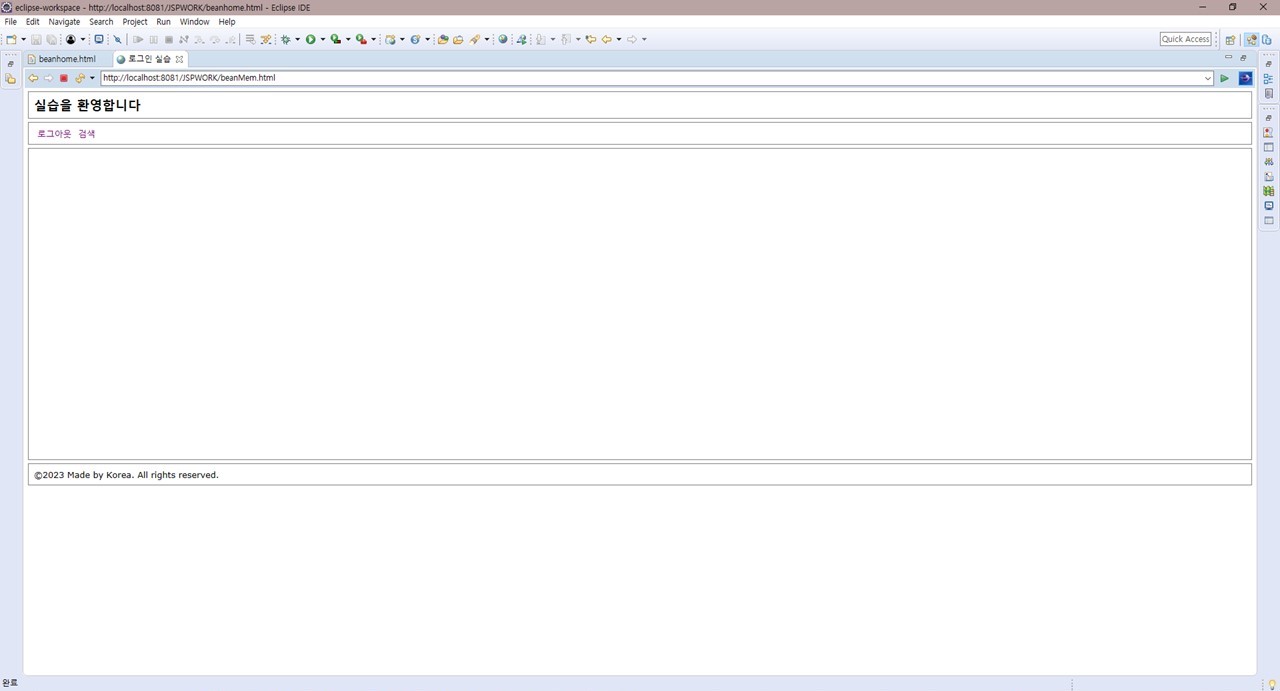 eclipse-workspace - http://localhost:8081/JSPWORK/beanhome.html - Eclipse IDE
File Edit Navigate Search Project Run Window Help
Quick Access
beanhome.html 로그인 실습
http://localhost:8081/JSPWORK/beanMem.html
실습을 환영합니다
로그아웃 검색
©2023 Made by Korea. All rights reserved.
완료